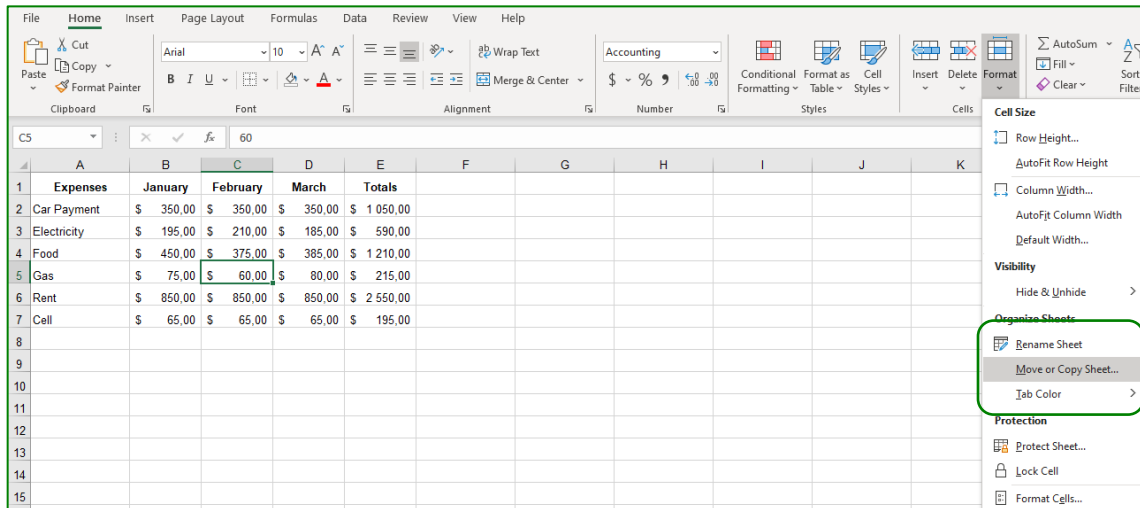 File Home Insert Page Layout Formulas Data Review View Help
Paste
Cut
Copy
Format Painter
Clipboard
Arial 10 A^ Aˇ
B I U A
Font
ab Wrap Text
Merge & Center
Alignment
Accounting
$ % 9 ←0 .00 .00 →0
Number
Conditional Formatting
Format as Table
Cell Styles
Styles
Insert Delete Format
Cells
∑ AutoSum
Fill
Clear
Sort
Filte
C5 fx 60
A B C D E F G H I J K
1 Expenses January February March Totals
2 Car Payment $ 350,00 $ 350,00 $ 350,00 $ 1 050,00
3 Electricity $ 195,00 $ 210,00 $ 185,00 $ 590,00
4 Food $ 450,00 $ 375,00 $ 385,00 $ 1 210,00
5 Gas $ 75,00 $ 60,00 $ 80,00 $ 215,00
6 Rent $ 850,00 $ 850,00 $ 850,00 $ 2 550,00
7 Cell $ 65,00 $ 65,00 $ 65,00 $ 195,00
8
9
10
11
12
13
14
15
Cell Size
Row Height...
AutoFit Row Height
Column Width...
AutoFit Column Width
Default Width...
Visibility
Hide & Unhide >
Organize Sheets
Rename Sheet
Move or Copy Sheet...
Tab Color >
Protection
Protect Sheet...
Lock Cell
Format Cells...